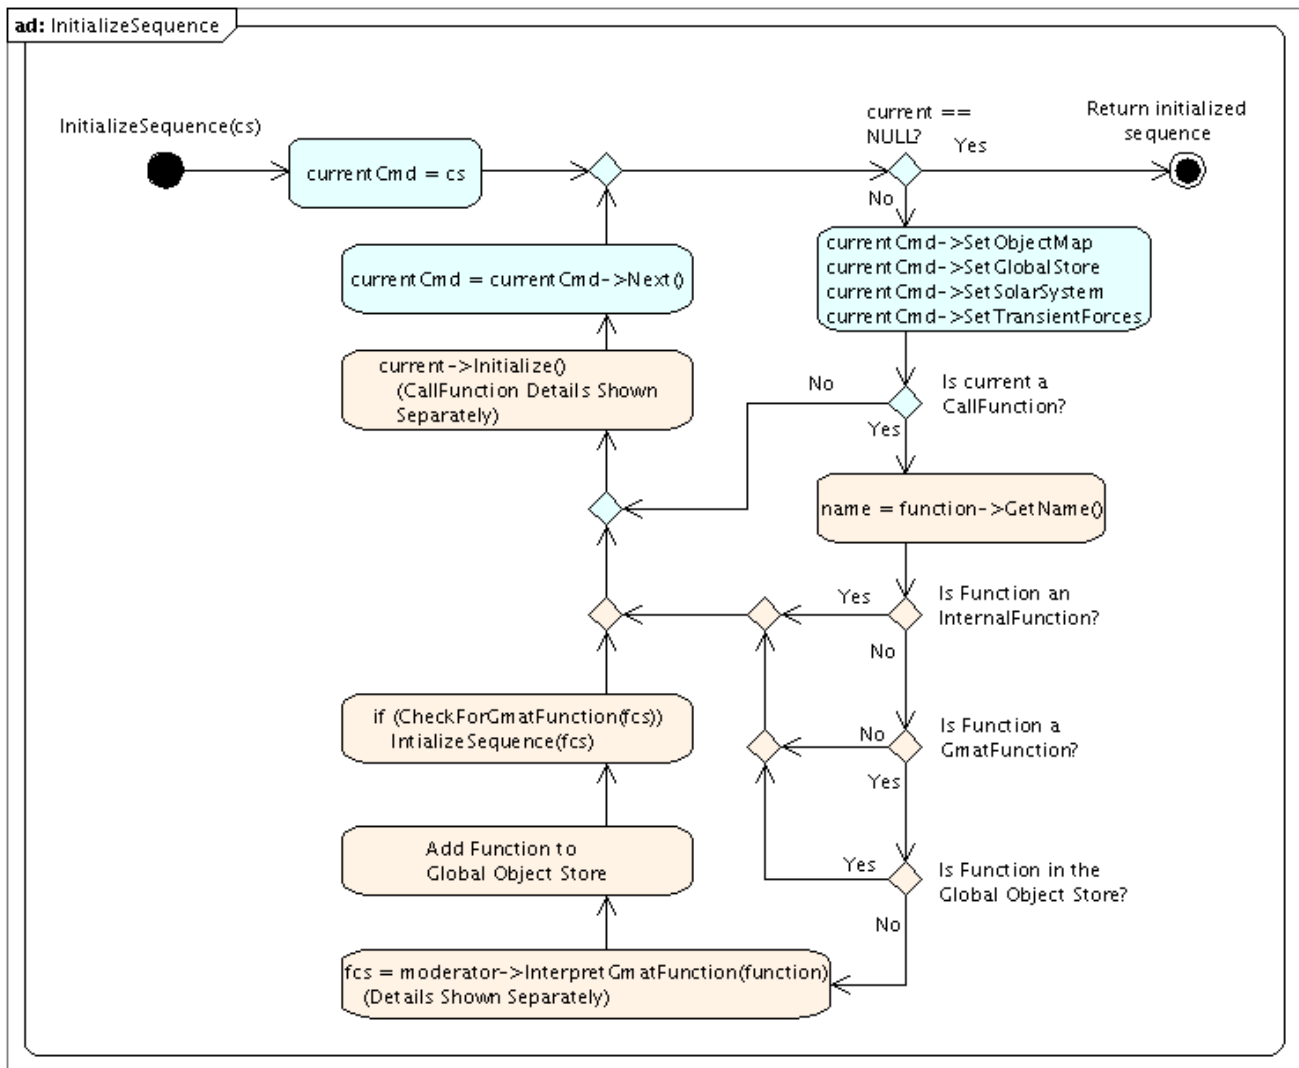 ad: InitializeSequence
InitializeSequence(cs)
currentCmd = cs
current ==
NULL?
Yes
Return initialized
sequence
No
currentCmd->SetObjectMap
currentCmd->SetGlobalStore
currentCmd->SetSolarSystem
currentCmd->SetTransientForces
currentCmd = currentCmd->Next()
current->Initialize()
(CallFunction Details Shown
Separately)
No
Is current a
CallFunction?
Yes
name = function->GetName()
Yes
Is Function an
InternalFunction?
No
if (CheckForGmatFunction(fcs))
IntializeSequence(fcs)
No
Is Function a
GmatFunction?
Yes
Add Function to
Global Object Store
Yes
Is Function in the
Global Object Store?
No
fcs = moderator->InterpretGmatFunction(function)
(Details Shown Separately)